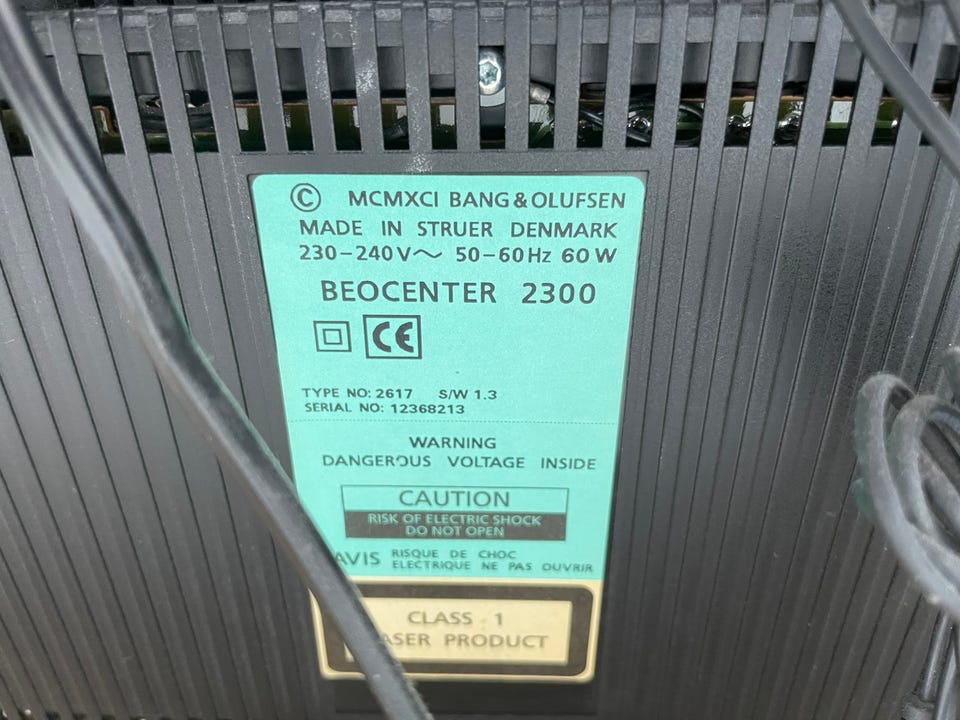 © MCMXCI BANG & OLUFSEN
MADE IN STRUER DENMARK
230-240V~ 50-60Hz 60W
BEOCENTER 2300
CE
TYPE NO: 2617 S/W 1.3
SERIAL NO: 12368213
WARNING
DANGEROUS VOLTAGE INSIDE
CAUTION
RISK OF ELECTRIC SHOCK
DO NOT OPEN
AVIS RISQUE DE CHOC
ELECTRIQUE NE PAS OUVRIR
CLASS 1
LASER PRODUCT